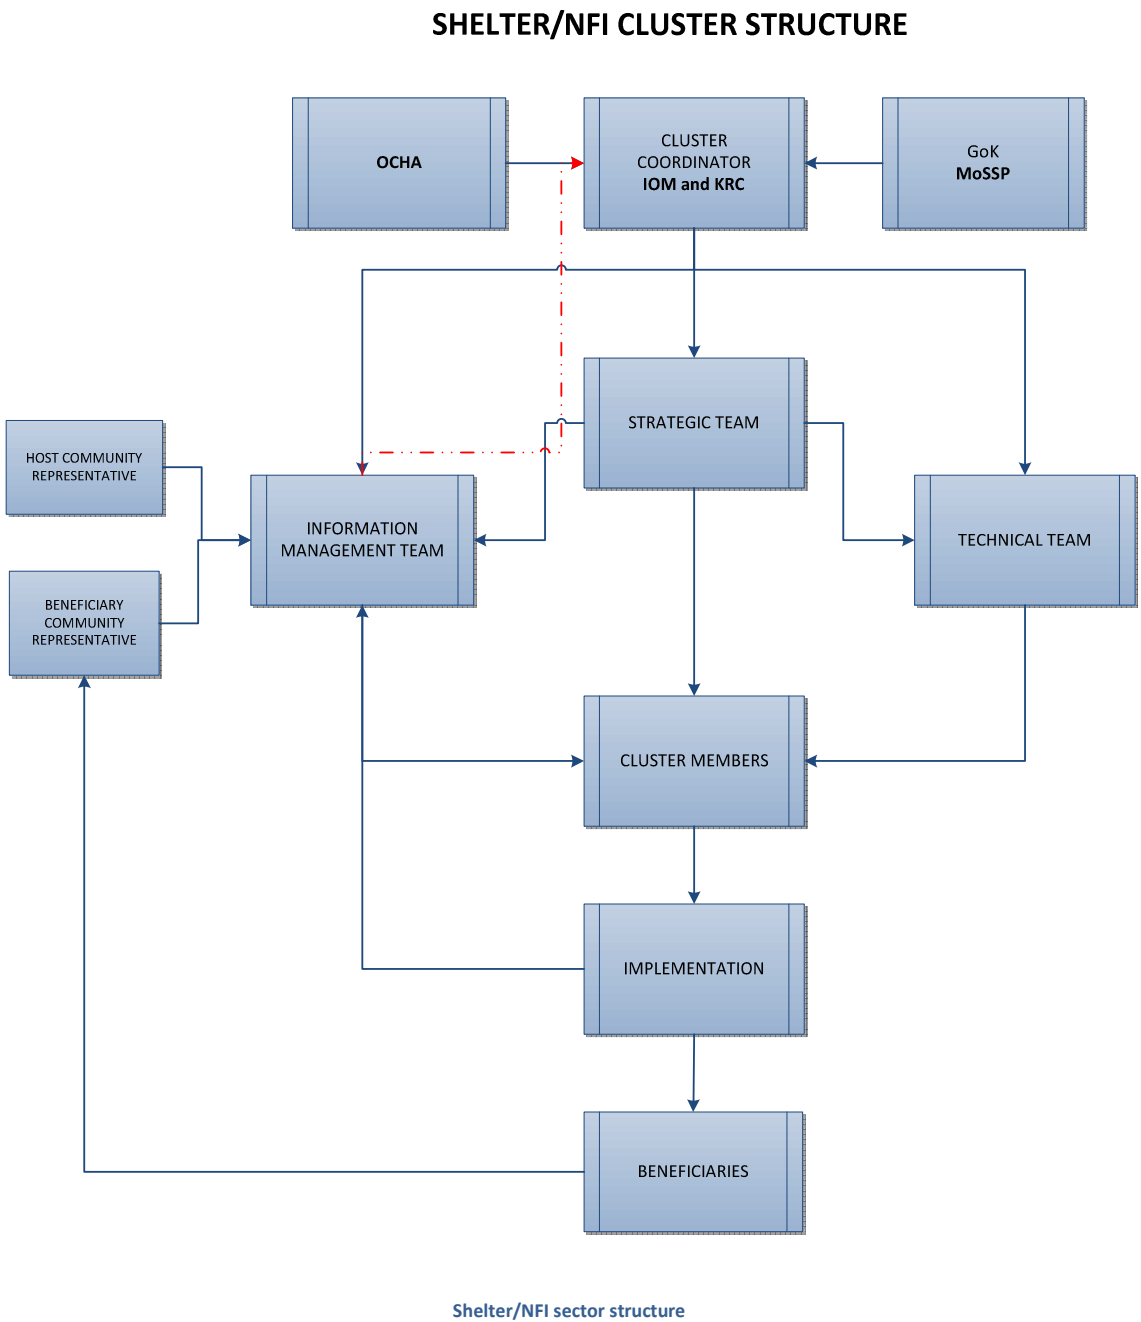 SHELTER/NFI CLUSTER STRUCTURE
OCHA
CLUSTER
COORDINATOR
IOM and KRC
GoK
MoSSP
STRATEGIC TEAM
HOST COMMUNITY
REPRESENTATIVE
INFORMATION
MANAGEMENT TEAM
TECHNICAL TEAM
BENEFICIARY
COMMUNITY
REPRESENTATIVE
CLUSTER MEMBERS
IMPLEMENTATION
BENEFICIARIES
Shelter/NFI sector structure